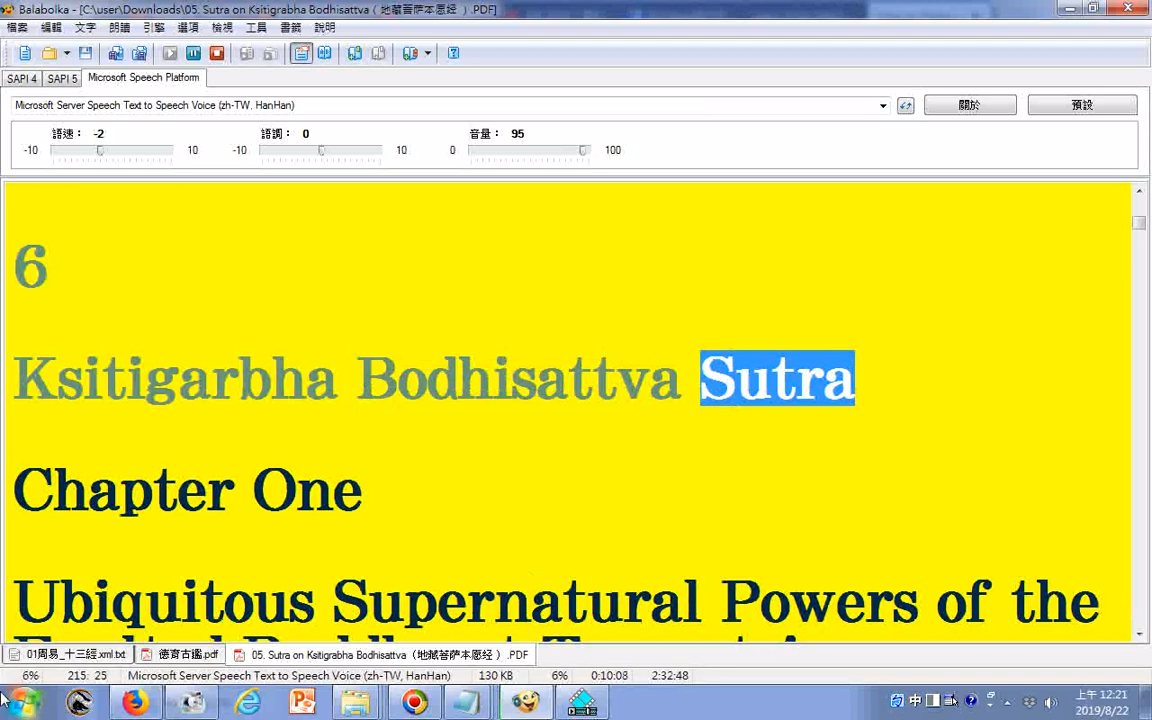 Balabolka - [C:\user\Downloads\05. Sutra on Ksitigrabha Bodhisattva（地藏菩萨本愿经 ）.PDF]
檔案 編輯 文字 朗讀 引擎 選項 檢視 工具 書籤 說明
SAPI 4 SAPI 5 Microsoft Speech Platform
Microsoft Server Speech Text to Speech Voice (zh-TW, HanHan) 關於 預設
語速： -2 語調： 0 音量： 95
-10 10 -10 10 0 100
6
Ksitigarbha Bodhisattva Sutra
Chapter One
Ubiquitous Supernatural Powers of the
01周易_十三經.xml.txt 德育古鑑.pdf 05. Sutra on Ksitigrabha Bodhisattva（地藏菩萨本愿经 ）.PDF
6% 215: 25 Microsoft Server Speech Text to Speech Voice (zh-TW, HanHan) 130 KB 6% 0:10:08 2:32:48
中 上午 12:21
2019/8/22